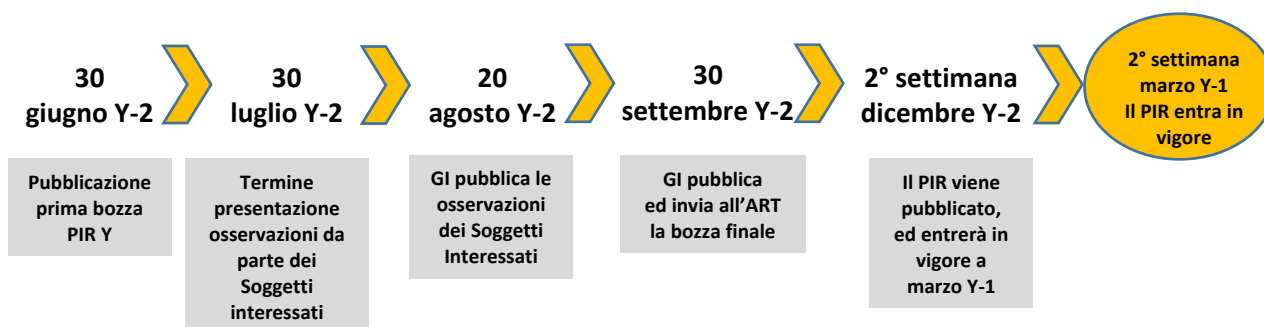 30
giugno Y-2
30
luglio Y-2
20
agosto Y-2
30
settembre Y-2
2° settimana
dicembre Y-2
2° settimana
marzo Y-1
Il PIR entra in
vigore
Pubblicazione
prima bozza
PIR Y
Termine
presentazione
osservazioni da
parte dei
Soggetti
interessati
GI pubblica le
osservazioni
dei Soggetti
Interessati
GI pubblica
ed invia all’ART
la bozza finale
Il PIR viene
pubblicato,
ed entrerà in
vigore a
marzo Y-1